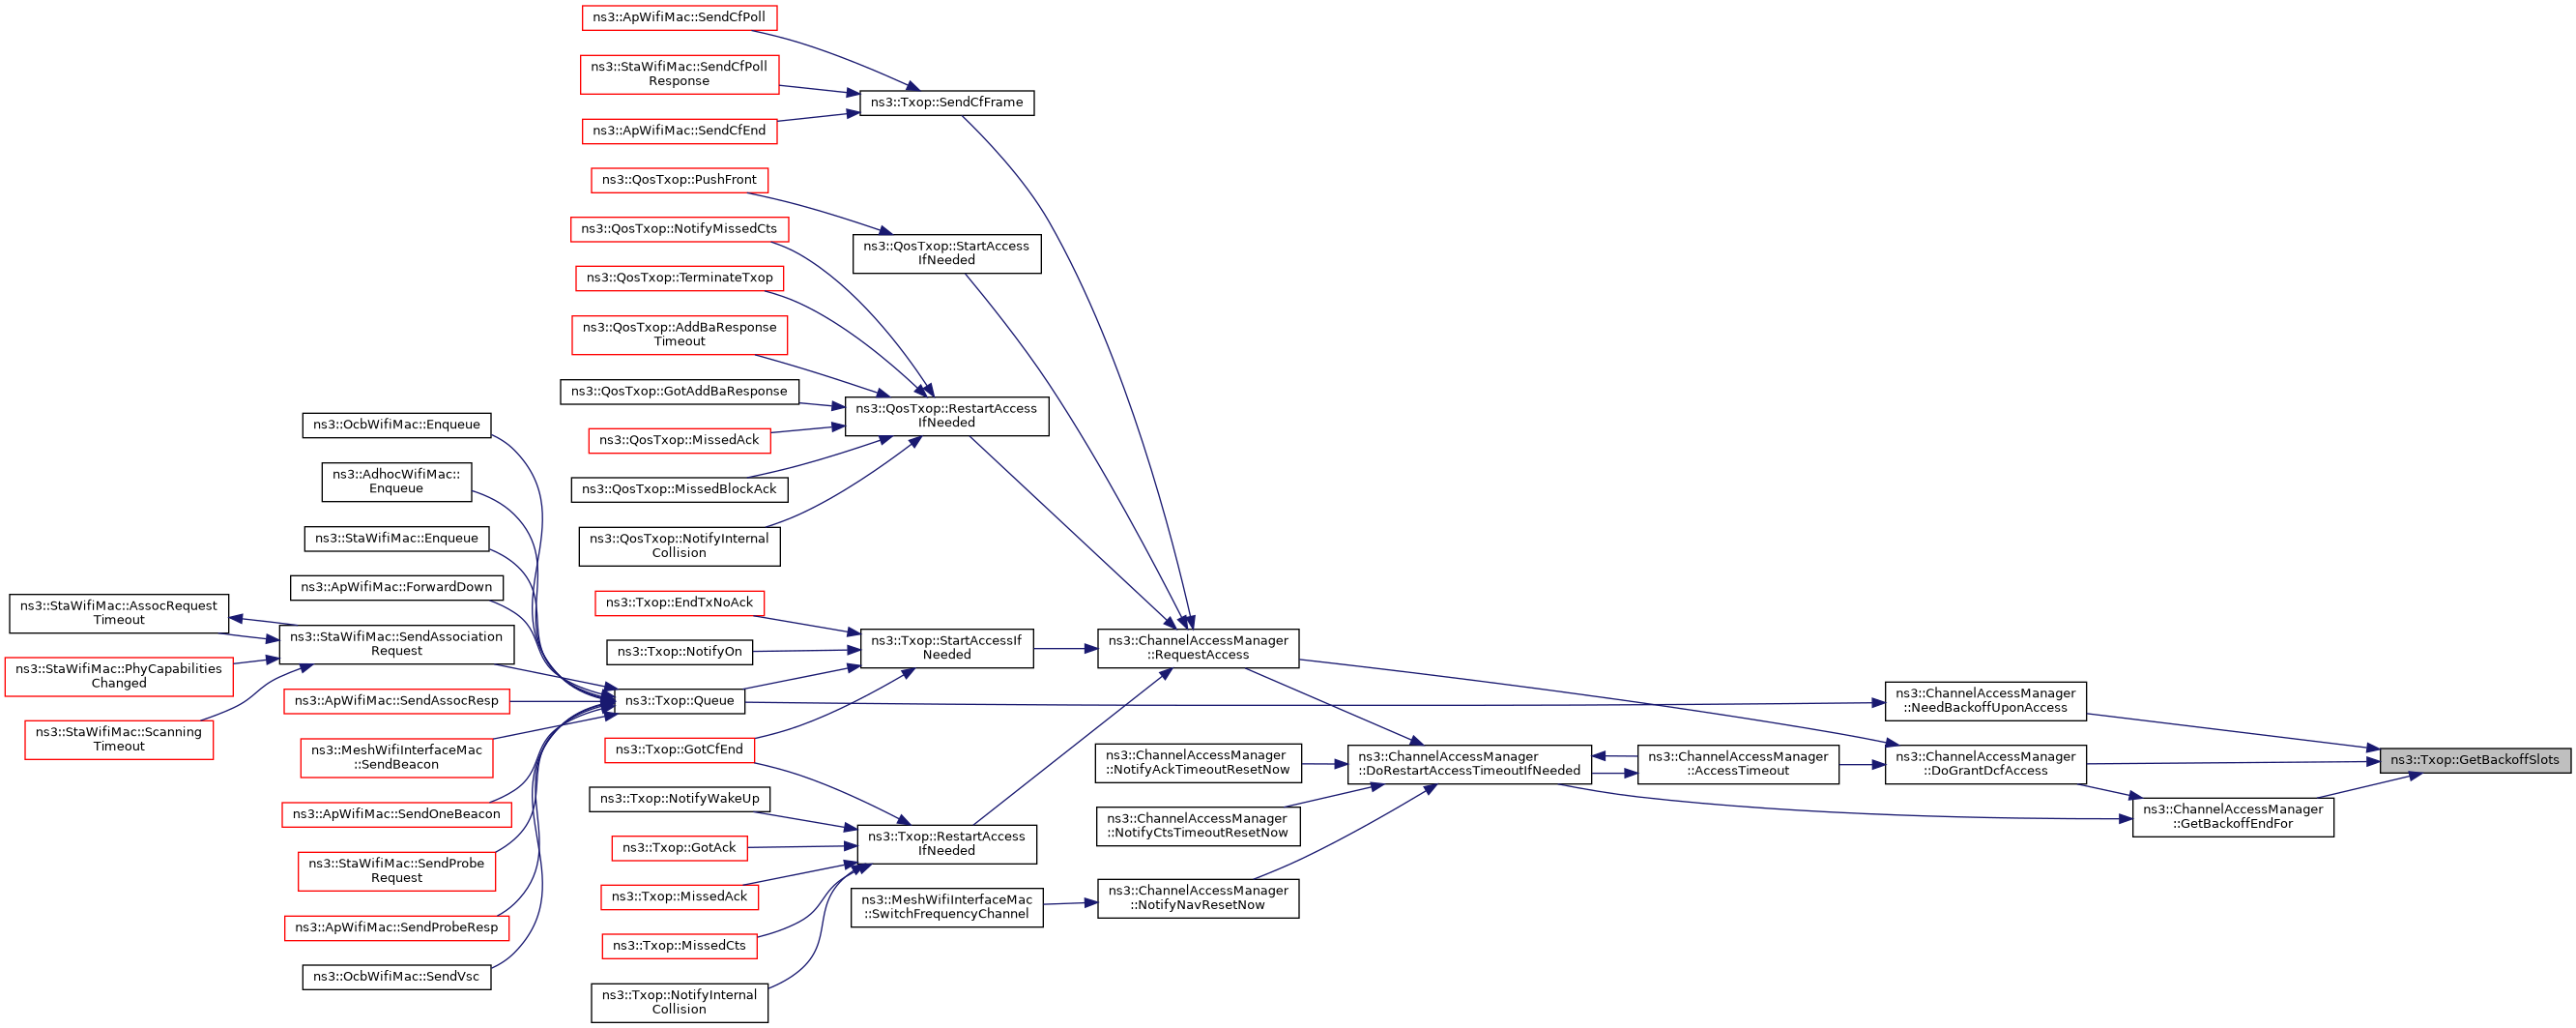 ns3::ApWifiMac::SendCfPoll
ns3::StaWifiMac::SendCfPoll
Response
ns3::Txop::SendCfFrame
ns3::ApWifiMac::SendCfEnd
ns3::QosTxop::PushFront
ns3::QosTxop::NotifyMissedCts
ns3::QosTxop::StartAccess
IfNeeded
ns3::QosTxop::TerminateTxop
ns3::QosTxop::AddBaResponse
Timeout
ns3::QosTxop::GotAddBaResponse
ns3::QosTxop::RestartAccess
IfNeeded
ns3::QosTxop::MissedAck
ns3::QosTxop::MissedBlockAck
ns3::QosTxop::NotifyInternal
Collision
ns3::OcbWifiMac::Enqueue
ns3::AdhocWifiMac::
Enqueue
ns3::StaWifiMac::Enqueue
ns3::ApWifiMac::ForwardDown
ns3::StaWifiMac::AssocRequest
Timeout
ns3::StaWifiMac::SendAssociation
Request
ns3::StaWifiMac::PhyCapabilities
Changed
ns3::StaWifiMac::Scanning
Timeout
ns3::ApWifiMac::SendAssocResp
ns3::MeshWifiInterfaceMac
::SendBeacon
ns3::ApWifiMac::SendOneBeacon
ns3::StaWifiMac::SendProbe
Request
ns3::ApWifiMac::SendProbeResp
ns3::OcbWifiMac::SendVsc
ns3::Txop::EndTxNoAck
ns3::Txop::NotifyOn
ns3::Txop::StartAccessIf
Needed
ns3::Txop::Queue
ns3::Txop::GotCfEnd
ns3::Txop::NotifyWakeUp
ns3::Txop::GotAck
ns3::Txop::RestartAccess
IfNeeded
ns3::Txop::MissedAck
ns3::Txop::MissedCts
ns3::Txop::NotifyInternal
Collision
ns3::MeshWifiInterfaceMac
::SwitchFrequencyChannel
ns3::ChannelAccessManager
::RequestAccess
ns3::ChannelAccessManager
::NotifyAckTimeoutResetNow
ns3::ChannelAccessManager
::NotifyCtsTimeoutResetNow
ns3::ChannelAccessManager
::NotifyNavResetNow
ns3::ChannelAccessManager
::DoRestartAccessTimeoutIfNeeded
ns3::ChannelAccessManager
::AccessTimeout
ns3::ChannelAccessManager
::NeedBackoffUponAccess
ns3::ChannelAccessManager
::DoGrantDcfAccess
ns3::ChannelAccessManager
::GetBackoffEndFor
ns3::Txop::GetBackoffSlots